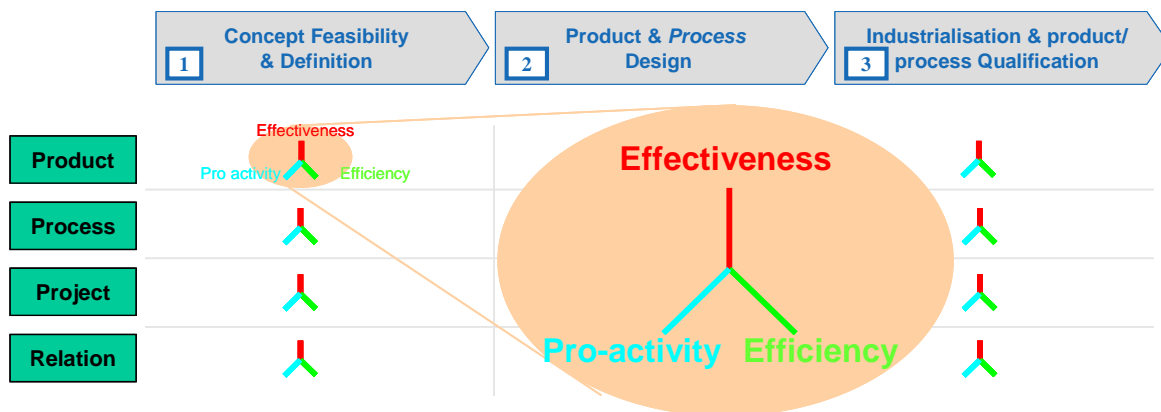 Concept Feasibility
& Definition
1
Product & Process
Design
2
Industrialisation & product/
process Qualification
3
Product
Effectiveness
Pro activity
Efficiency
Effectiveness
Pro-activity
Efficiency
Process
Project
Relation